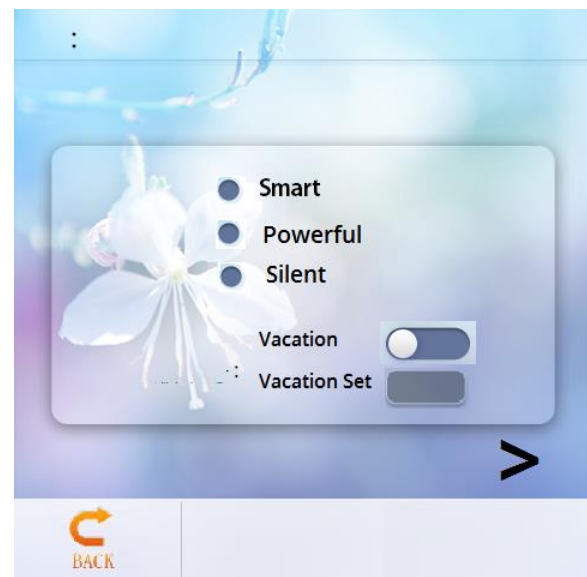 :
Smart
Powerful
Silent
Vacation
Vacation Set
>
BACK